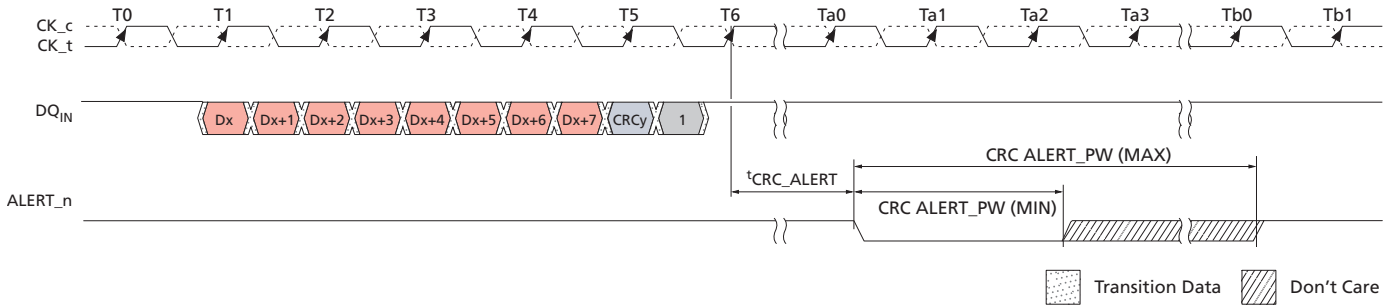 T0 T1 T2 T3 T4 T5 T6 Ta0 Ta1 Ta2 Ta3 Tb0 Tb1
CK_c
CK_t
DQIN
Dx Dx+1 Dx+2 Dx+3 Dx+4 Dx+5 Dx+6 Dx+7 CRCy 1
CRC ALERT_PW (MAX)
tCRC_ALERT
CRC ALERT_PW (MIN)
ALERT_n
Transition Data Don't Care